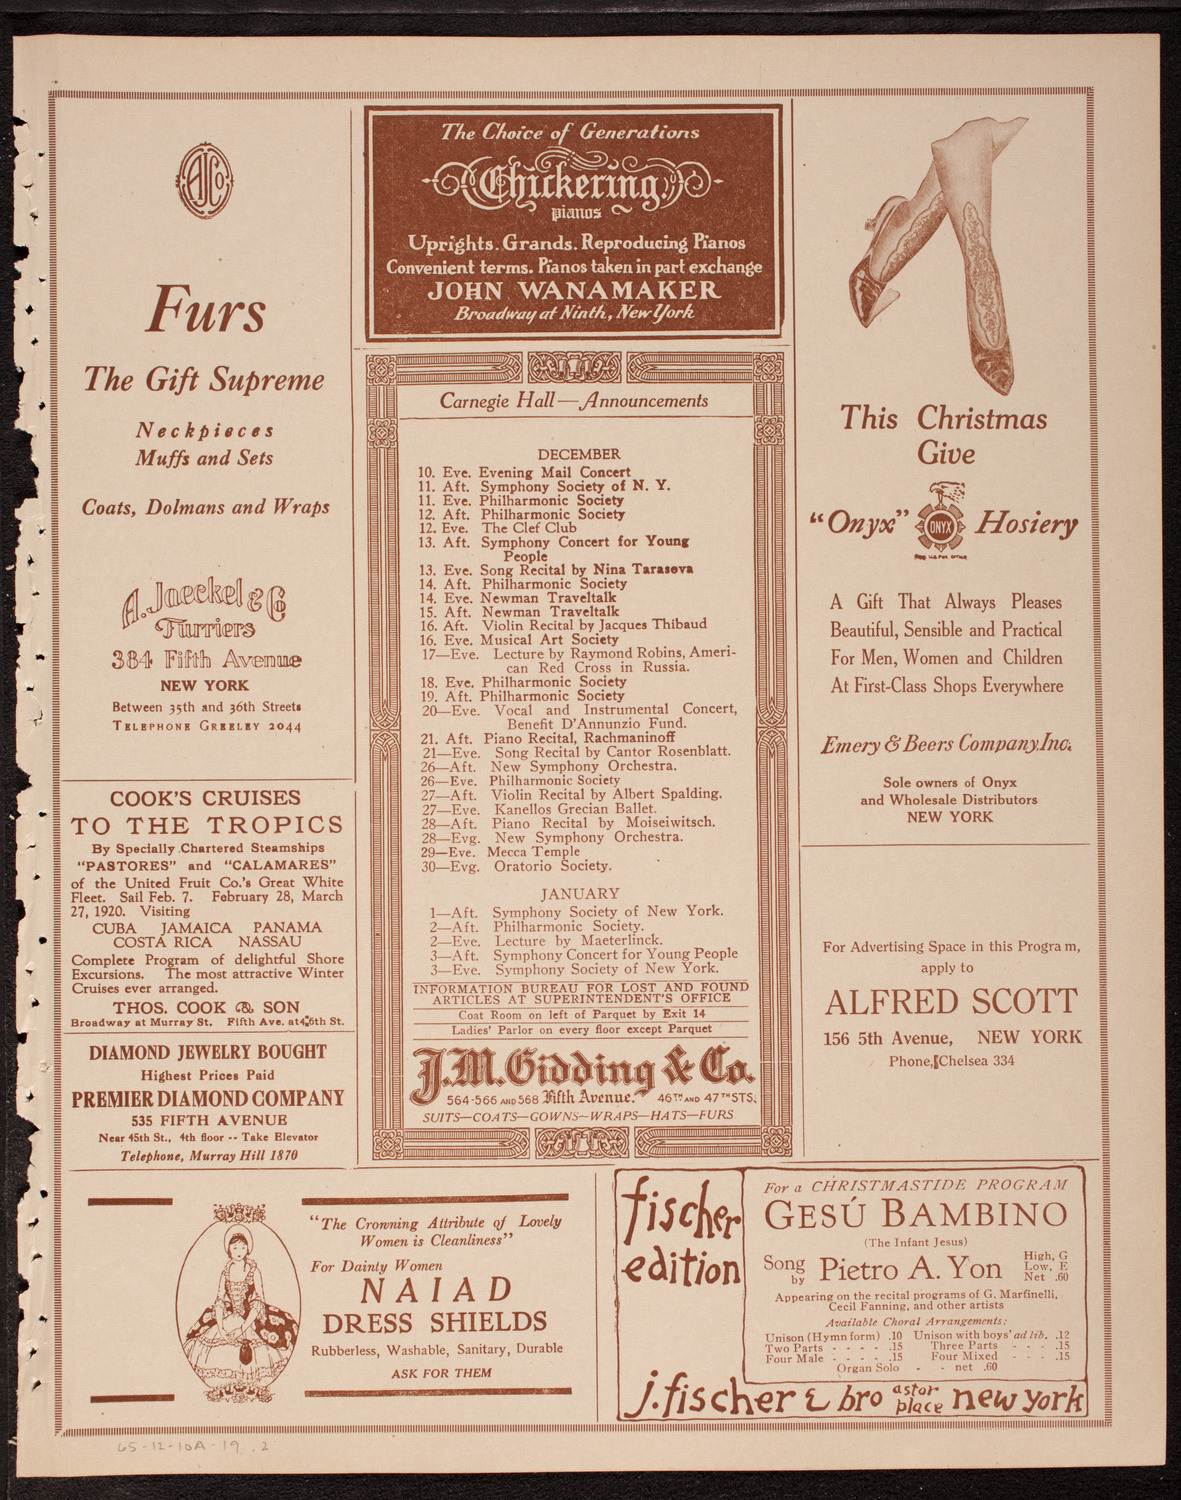 AJCo
Furs
The Gift Supreme
Neckpieces
Muffs and Sets
Coats, Dolmans and Wraps
A. Jaeckel & Co
Furriers
384 Fifth Avenue
NEW YORK
Between 35th and 36th Streets
TELEPHONE GREELEY 2044
COOK'S CRUISES
TO THE TROPICS
By Specially Chartered Steamships
"PASTORES" and "CALAMARES"
of the United Fruit Co.'s Great White
Fleet. Sail Feb. 7. February 28, March
27, 1920. Visiting
CUBA JAMAICA PANAMA
COSTA RICA NASSAU
Complete Program of delightful Shore
Excursions. The most attractive Winter
Cruises ever arranged.
THOS. COOK & SON
Broadway at Murray St. Fifth Ave. at 45th St.
DIAMOND JEWELRY BOUGHT
Highest Prices Paid
PREMIER DIAMOND COMPANY
535 FIFTH AVENUE
Near 45th St., 4th floor -- Take Elevator
Telephone, Murray Hill 1870
The Choice of Generations
Chickering
pianos
Uprights. Grands. Reproducing Pianos
Convenient terms. Pianos taken in part exchange
JOHN WANAMAKER
Broadway at Ninth, New York
Carnegie Hall—Announcements
DECEMBER
10. Eve. Evening Mail Concert
11. Aft. Symphony Society of N. Y.
11. Eve. Philharmonic Society
12. Aft. Philharmonic Society
12. Eve. The Clef Club
13. Aft. Symphony Concert for Young
People
13. Eve. Song Recital by Nina Taraseva
14. Aft. Philharmonic Society
14. Eve. Newman Traveltalk
15. Aft. Newman Traveltalk
16. Aft. Violin Recital by Jacques Thibaud
16. Eve. Musical Art Society
17—Eve. Lecture by Raymond Robins, Ameri-
can Red Cross in Russia.
18. Eve. Philharmonic Society
19. Aft. Philharmonic Society
20—Eve. Vocal and Instrumental Concert,
Benefit D'Annunzio Fund.
21. Aft. Piano Recital, Rachmaninoff
21—Eve. Song Recital by Cantor Rosenblatt.
26—Aft. New Symphony Orchestra.
26—Eve. Philharmonic Society
27—Aft. Violin Recital by Albert Spalding.
27—Eve. Kanellos Grecian Ballet.
28—Aft. Piano Recital by Moiseiwitsch.
28—Evg. New Symphony Orchestra.
29—Eve. Mecca Temple
30—Evg. Oratorio Society.
JANUARY
1—Aft. Symphony Society of New York.
2—Aft. Philharmonic Society.
2—Eve. Lecture by Maeterlinck.
3—Aft. Symphony Concert for Young People
3—Eve. Symphony Society of New York.
INFORMATION BUREAU FOR LOST AND FOUND
ARTICLES AT SUPERINTENDENT'S OFFICE
Coat Room on left of Parquet by Exit 14
Ladies' Parlor on every floor except Parquet
J.M. Gidding & Co.
564-566 AND 568 Fifth Avenue. 46TH AND 47TH STS.
SUITS—COATS—GOWNS—WRAPS—HATS—FURS
This Christmas
Give
"Onyx" ONYX Hosiery
REG. U.S. PAT. OFFICE
A Gift That Always Pleases
Beautiful, Sensible and Practical
For Men, Women and Children
At First-Class Shops Everywhere
Emery & Beers Company, Inc.
Sole owners of Onyx
and Wholesale Distributors
NEW YORK
For Advertising Space in this Program,
apply to
ALFRED SCOTT
156 5th Avenue, NEW YORK
Phone, Chelsea 334
"The Crowning Attribute of Lovely
Women is Cleanliness"
For Dainty Women
NAIAD
DRESS SHIELDS
Rubberless, Washable, Sanitary, Durable
ASK FOR THEM
fischer
edition
For a CHRISTMASTIDE PROGRAM
GESÚ BAMBINO
(The Infant Jesus)
Song by Pietro A. Yon High, G
Low, E
Net .60
Appearing on the recital programs of G. Martinelli,
Cecil Fanning, and other artists
Available Choral Arrangements:
Unison (Hymn form) .10 Unison with boys' ad lib. .12
Two Parts - - - - .15 Three Parts - - - .15
Four Male - - - - .15 Four Mixed - - - .15
Organ Solo - - net .60
j. fischer & bro astor place new york
65-12-10A-19 .2